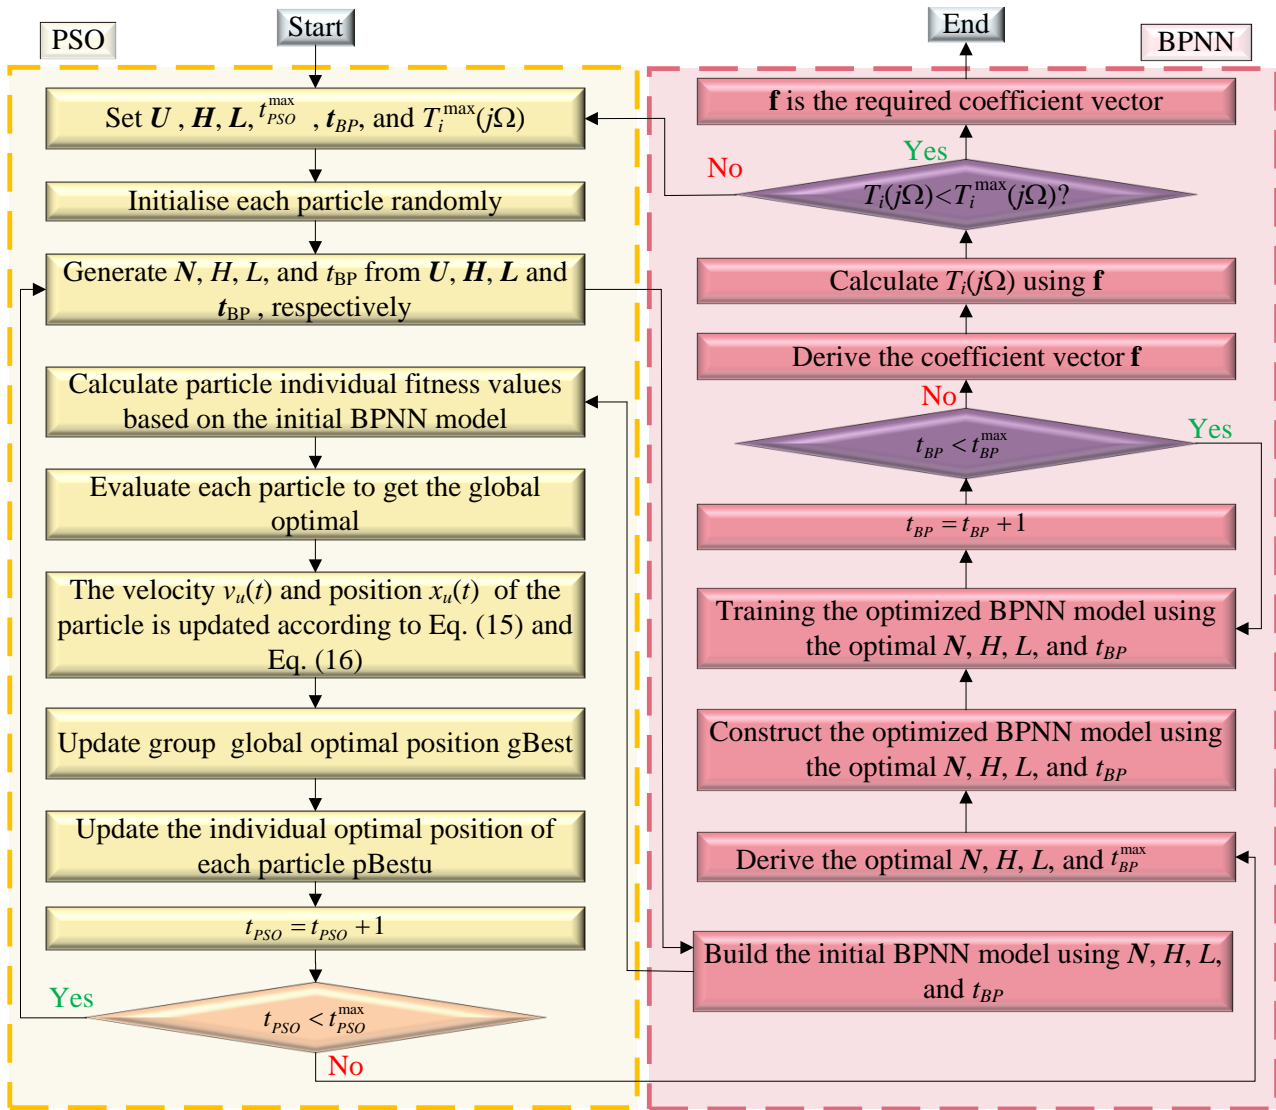 PSO
Start
Set U , H, L, t_PSO^max , t_BP, and T_i^max(jΩ)
Initialise each particle randomly
Generate N, H, L, and t_BP from U, H, L and
t_BP , respectively
Calculate particle individual fitness values
based on the initial BPNN model
Evaluate each particle to get the global
optimal
The velocity v_u(t) and position x_u(t) of the
particle is updated according to Eq. (15) and
Eq. (16)
Update group global optimal position gBest
Update the individual optimal position of
each particle pBestu
t_PSO = t_PSO + 1
Yes
t_PSO < t_PSO^max
No
End
BPNN
f is the required coefficient vector
Yes
No
T_i(jΩ)<T_i^max(jΩ)?
Calculate T_i(jΩ) using f
Derive the coefficient vector f
No
Yes
t_BP < t_BP^max
t_BP = t_BP + 1
Training the optimized BPNN model using
the optimal N, H, L, and t_BP
Construct the optimized BPNN model using
the optimal N, H, L, and t_BP
Derive the optimal N, H, L, and t_BP^max
Build the initial BPNN model using N, H, L,
and t_BP